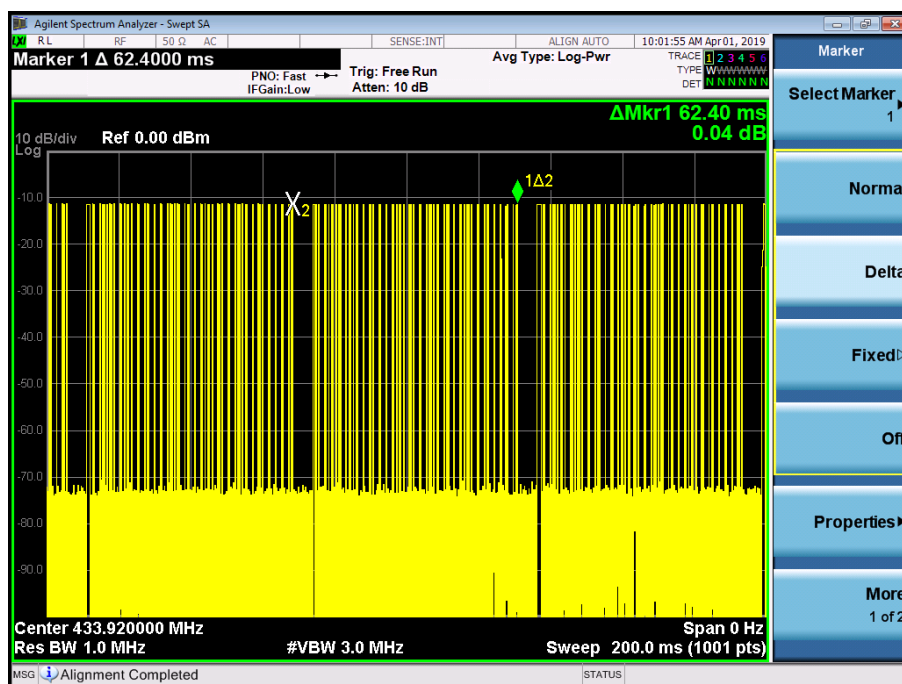 Agilent Spectrum Analyzer - Swept SA
LXI RL RF 50 Ω AC SENSE:INT ALIGN AUTO 10:01:55 AM Apr 01, 2019
Marker 1 Δ 62.4000 ms
PNO: Fast
IFGain:Low
Trig: Free Run
Atten: 10 dB
Avg Type: Log-Pwr
TRACE 1 2 3 4 5 6
TYPE WWWWWW
DET N N N N N N
ΔMkr1 62.40 ms
0.04 dB
10 dB/div Ref 0.00 dBm
Log
1Δ2
X2
-10.0
-20.0
-30.0
-40.0
-50.0
-60.0
-70.0
-80.0
-90.0
Center 433.920000 MHz Span 0 Hz
Res BW 1.0 MHz #VBW 3.0 MHz Sweep 200.0 ms (1001 pts)
MSG Alignment Completed STATUS
Marker
Select Marker
1
Norma
Delta
Fixed
Off
Properties
More
1 of 2